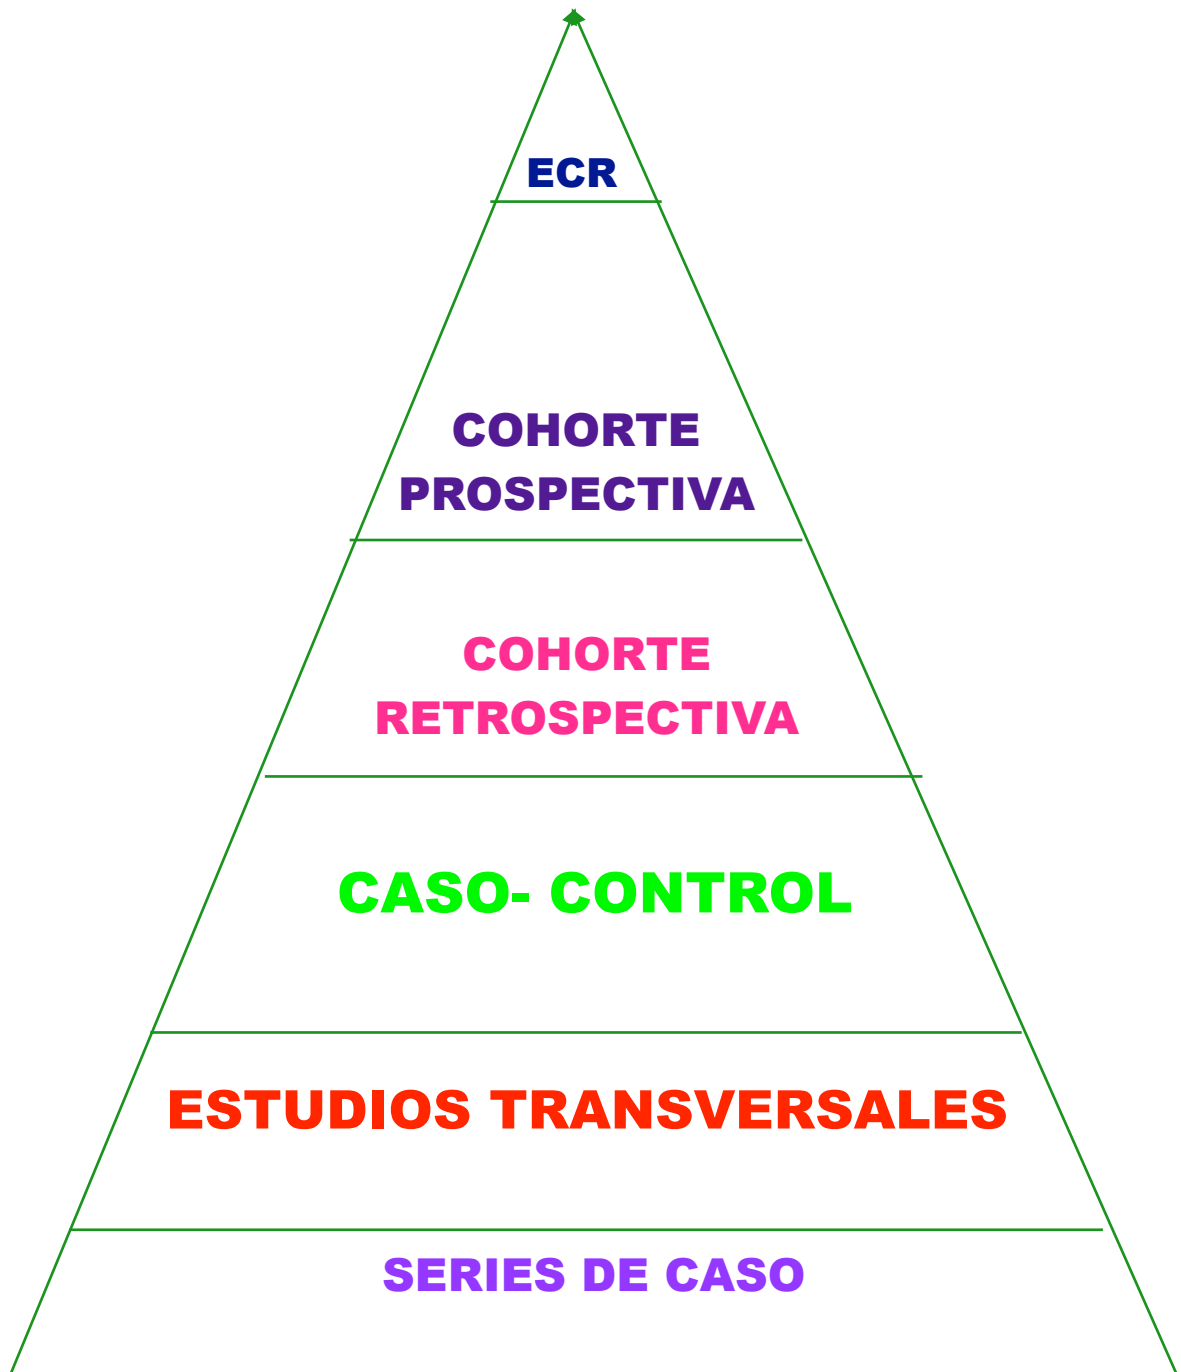 ECR
COHORTE
PROSPECTIVA
COHORTE
RETROSPECTIVA
CASO- CONTROL
ESTUDIOS TRANSVERSALES
SERIES DE CASO